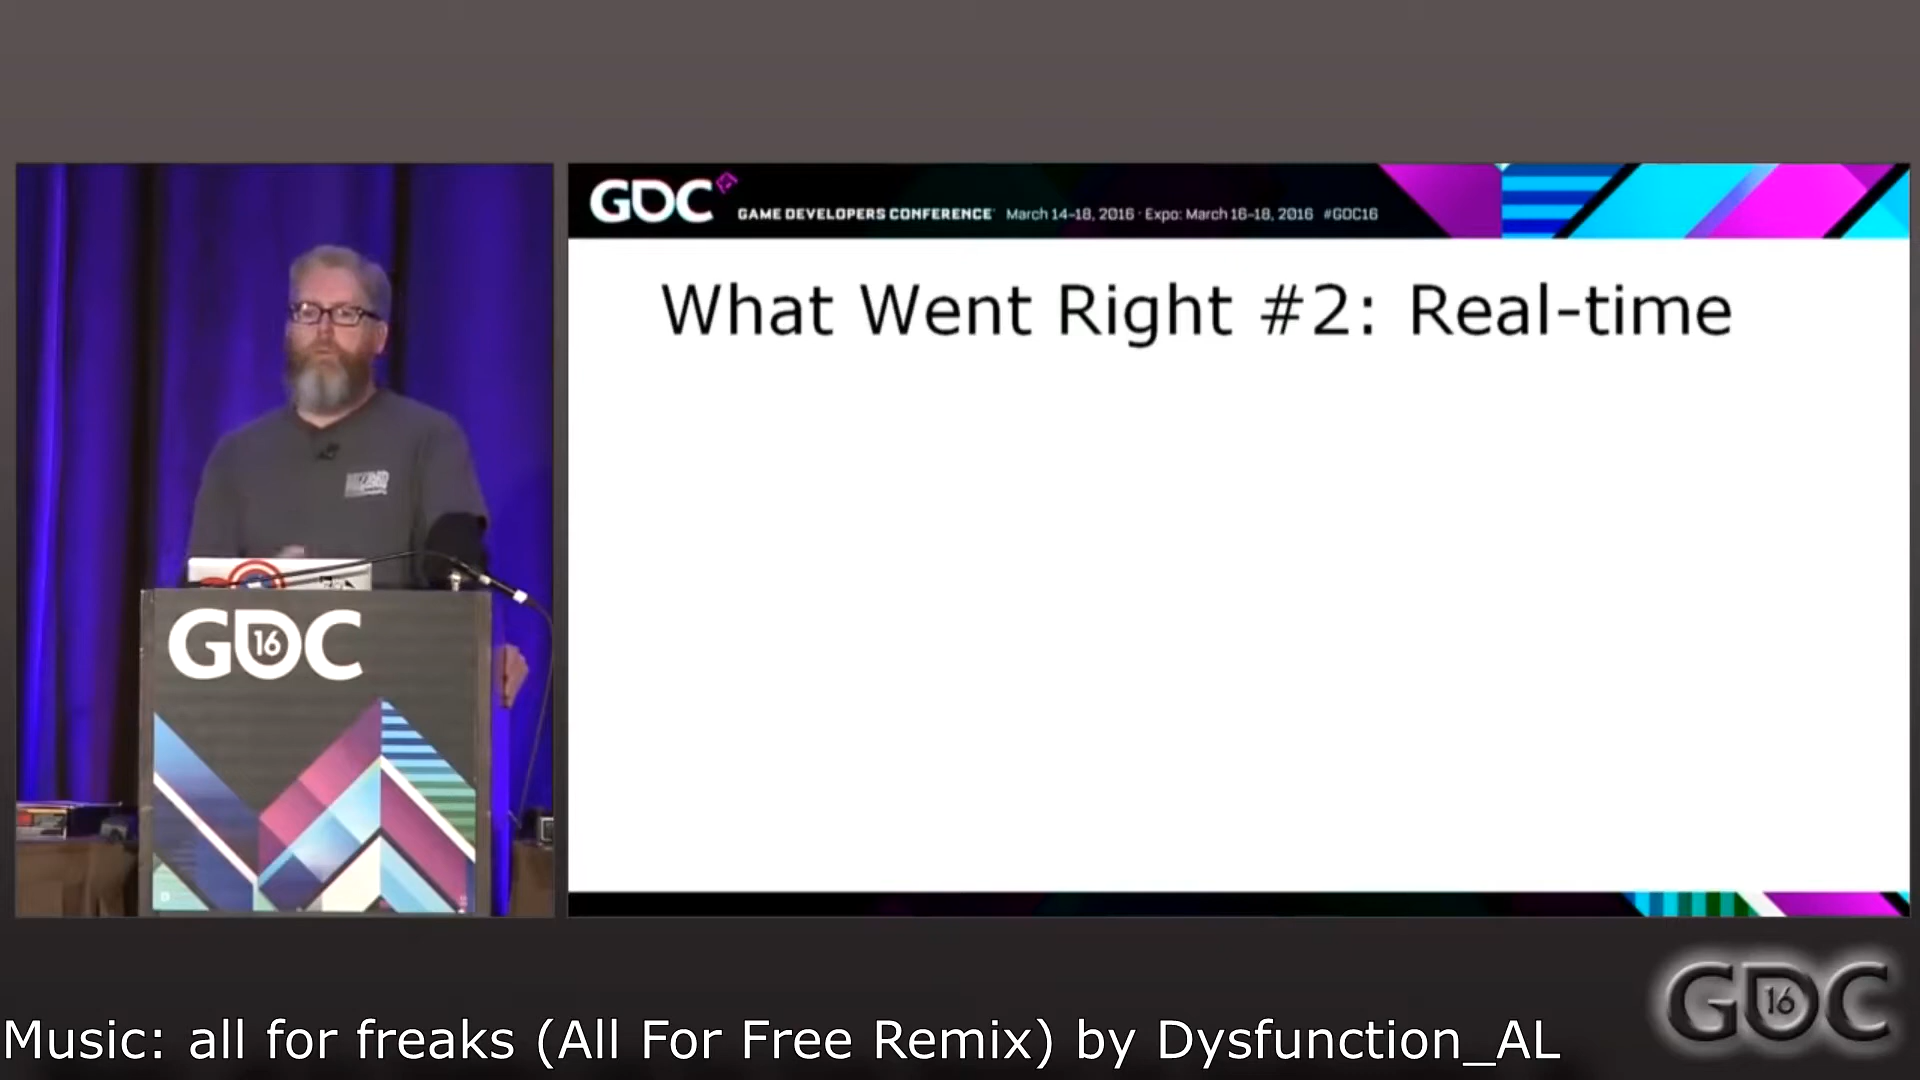 GDC
GAME DEVELOPERS CONFERENCE March 14-18, 2016 · Expo: March 16-18, 2016 #GDC16
What Went Right #2: Real-time
BLIZZARD
GDC
16
GDC
16
Music: all for freaks (All For Free Remix) by Dysfunction_AL